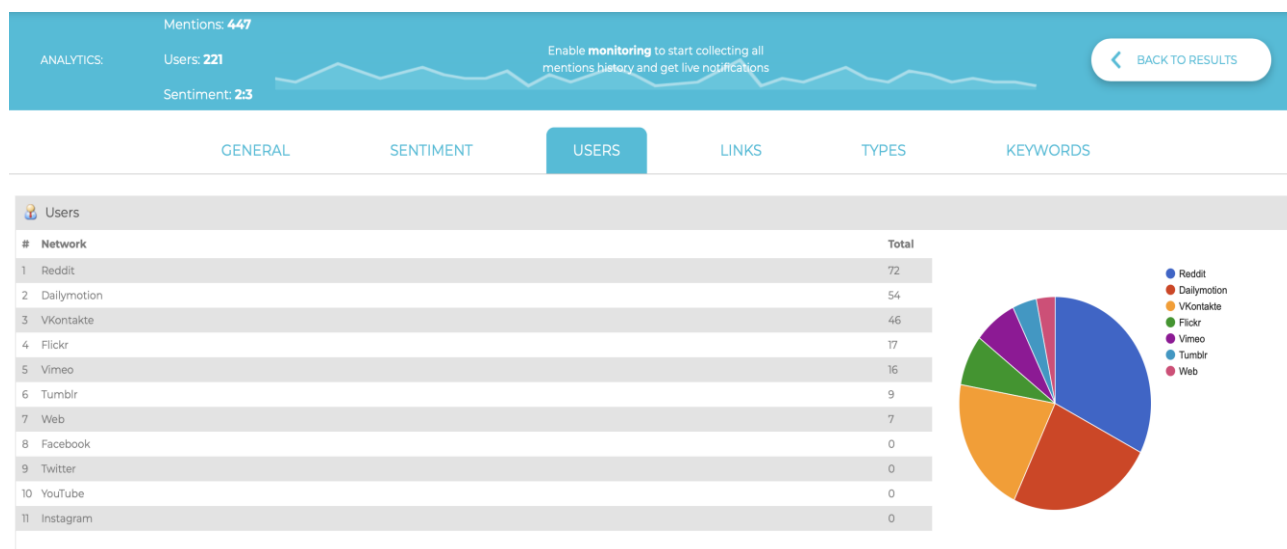 Mentions: 447
ANALYTICS:
Users: 221
Sentiment: 2:3
Enable monitoring to start collecting all
mentions history and get live notifications
BACK TO RESULTS
GENERAL SENTIMENT USERS LINKS TYPES KEYWORDS
Users
# Network Total
1 Reddit 72
2 Dailymotion 54
3 VKontakte 46
4 Flickr 17
5 Vimeo 16
6 Tumblr 9
7 Web 7
8 Facebook 0
9 Twitter 0
10 YouTube 0
11 Instagram 0
Reddit
Dailymotion
VKontakte
Flickr
Vimeo
Tumblr
Web